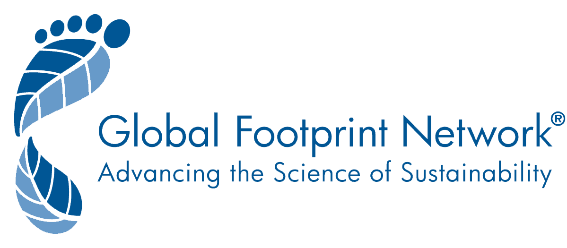 Global Footprint Network®
Advancing the Science of Sustainability